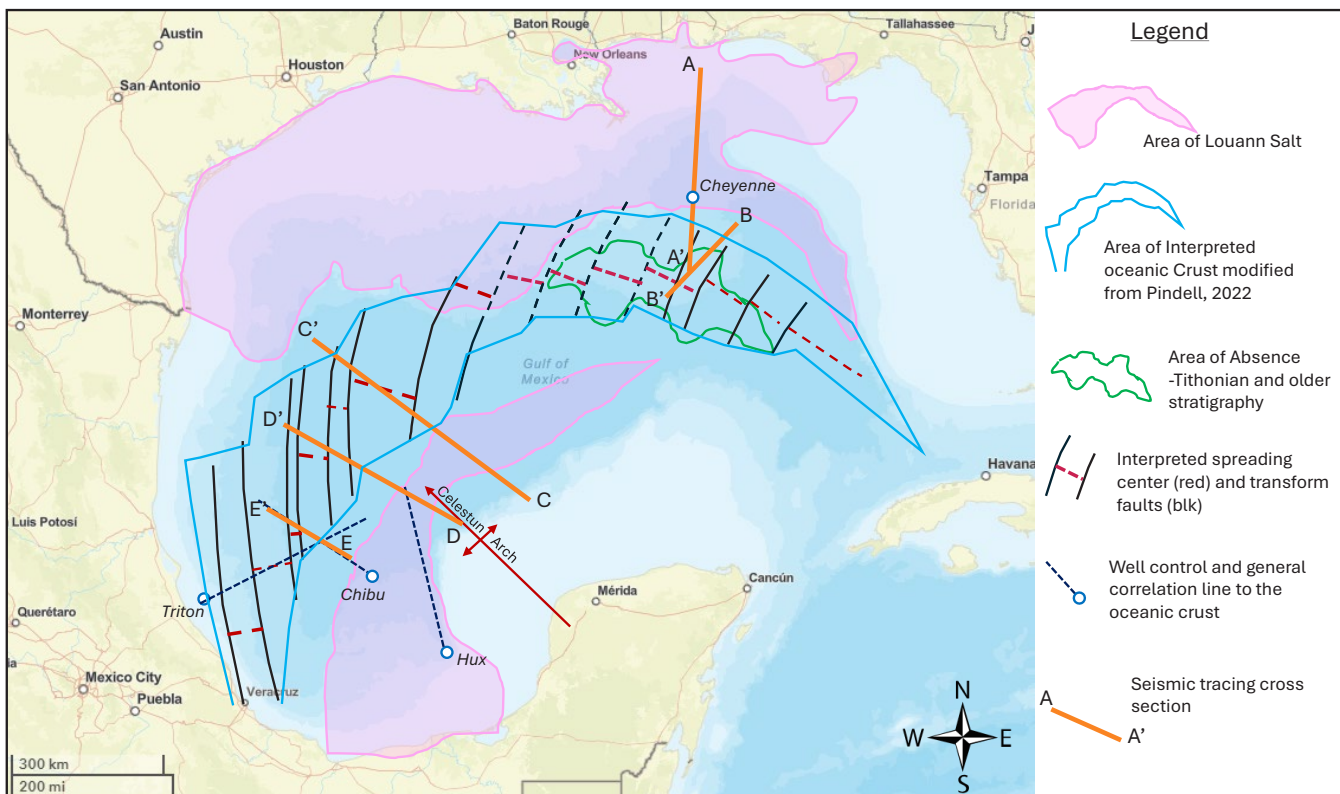 Austin
Baton Rouge
Tallahassee
J
Houston
New Orleans
San Antonio
A
Cheyenne
Tampa
Florida
B
A'
B'
Monterrey
C'
Gulf of
Mexico
D'
Havana
C
Luis Potosí
E'
Celestun Arch
D
E
Chibu
Cancún
Mérida
Triton
Querétaro
Hux
ia
Mexico City
Veracruz
Puebla
N
W E
S
300 km
200 mi
Legend
Area of Louann Salt
Area of Interpreted
oceanic Crust modified
from Pindell, 2022
Area of Absence
-Tithonian and older
stratigraphy
Interpreted spreading
center (red) and transform
faults (blk)
Well control and general
correlation line to the
oceanic crust
A
Seismic tracing cross
section
A'